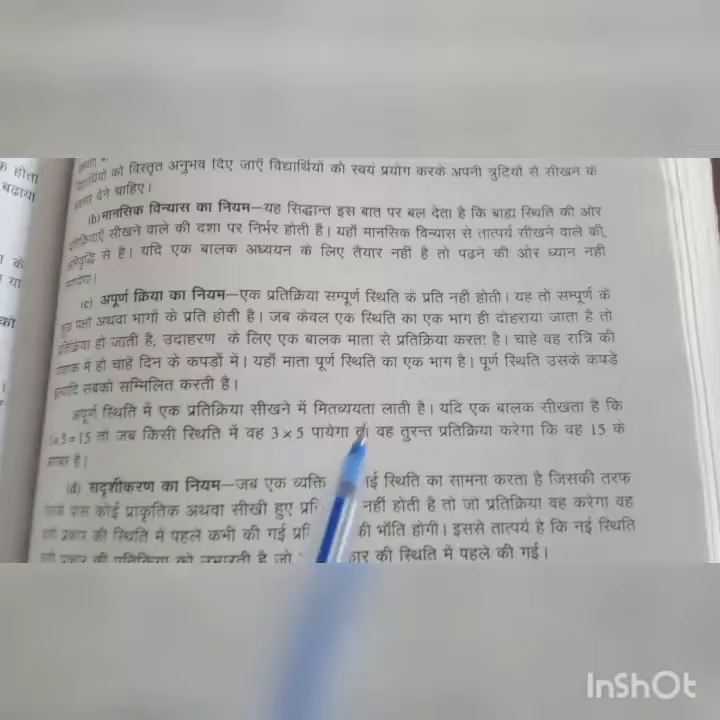 क होता
बढ़ाया
को विस्तृत अनुभव दिए जाएँ विद्यार्थियों को स्वयं प्रयोग करके अपनी त्रुटियों से सीखने के
देने चाहिए।
(b) मानसिक विन्यास का नियम—यह सिद्धान्त इस बात पर बल देता है कि बाह्य स्थिति की ओर
सीखने वाले की दशा पर निर्भर होती है। यहाँ मानसिक विन्यास से तात्पर्य सीखने वाले की
से है। यदि एक बालक अध्ययन के लिए तैयार नहीं है तो पढ़ने की ओर ध्यान नहीं
के
या
को
(c) अपूर्ण क्रिया का नियम—एक प्रतिक्रिया सम्पूर्ण स्थिति के प्रति नही होती। यह तो सम्पूर्ण के
अथवा भागों के प्रति होती है। जब केवल एक स्थिति का एक भाग ही दोहराया जाता है तो
हो जाती है, उदाहरण के लिए एक बालक माता से प्रतिक्रिया करता है। चाहे वह रात्रि की
में हो चाहे दिन के कपड़ों में। यहाँ माता पूर्ण स्थिति का एक भाग है। पूर्ण स्थिति उसके कपड़े
इत्यादि सबको सम्मिलित करती है।
अपूर्ण स्थिति में एक प्रतिक्रिया सीखने में मितव्ययता लाती है। यदि एक बालक सीखता है कि
=15 तो जब किसी स्थिति में वह 3×5 पायेगा तो वह तुरन्त प्रतिक्रिया करेगा कि वह 15 के
है।
(d) सदृशीकरण का नियम—जब एक व्यक्ति स्थिति का सामना करता है जिसकी तरफ
पास कोई प्राकृतिक अथवा सीखी हुए नहीं होती है तो जो प्रतिक्रिया वह करेगा वह
की स्थिति में पहले कभी की गई की भाँति होगी। इससे तात्पर्य है कि नई स्थिति
को उभारती है जो की स्थिति में पहले की गई।
InShOt